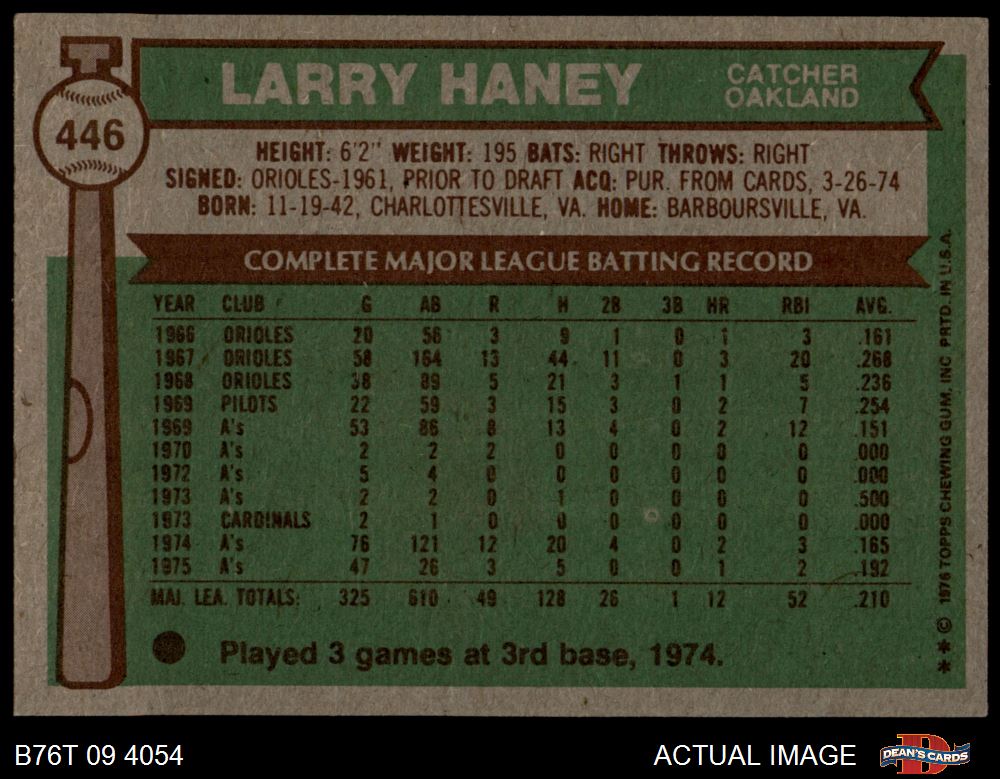 446
LARRY HANEY
CATCHER
OAKLAND
HEIGHT: 6'2" WEIGHT: 195 BATS: RIGHT THROWS: RIGHT
SIGNED: ORIOLES-1961, PRIOR TO DRAFT ACQ: PUR. FROM CARDS, 3-26-74
BORN: 11-19-42, CHARLOTTESVILLE, VA. HOME: BARBOURSVILLE, VA.
COMPLETE MAJOR LEAGUE BATTING RECORD
YEAR CLUB G AB R H 2B 3B HR RBI AVG.
1966 ORIOLES 20 56 3 9 1 0 1 3 .161
1967 ORIOLES 58 164 13 44 11 0 3 20 .268
1968 ORIOLES 38 89 5 21 3 1 1 5 .236
1969 PILOTS 22 59 3 15 3 0 2 7 .254
1969 A's 53 86 8 13 4 0 2 12 .151
1970 A's 2 2 2 0 0 0 0 0 .000
1972 A's 5 4 0 0 0 0 0 0 .000
1973 A's 2 2 0 1 0 0 0 0 .500
1973 CARDINALS 2 1 0 0 0 0 0 0 .000
1974 A's 76 121 12 20 4 0 2 3 .165
1975 A's 47 26 3 5 0 0 1 2 .192
MAJ. LEA. TOTALS: 325 610 49 128 26 1 12 52 .210
Played 3 games at 3rd base, 1974.
** © 1976 TOPPS CHEWING GUM, INC PRTD. IN U.S.A.
B76T 09 4054
ACTUAL IMAGE
DEAN'S CARDS